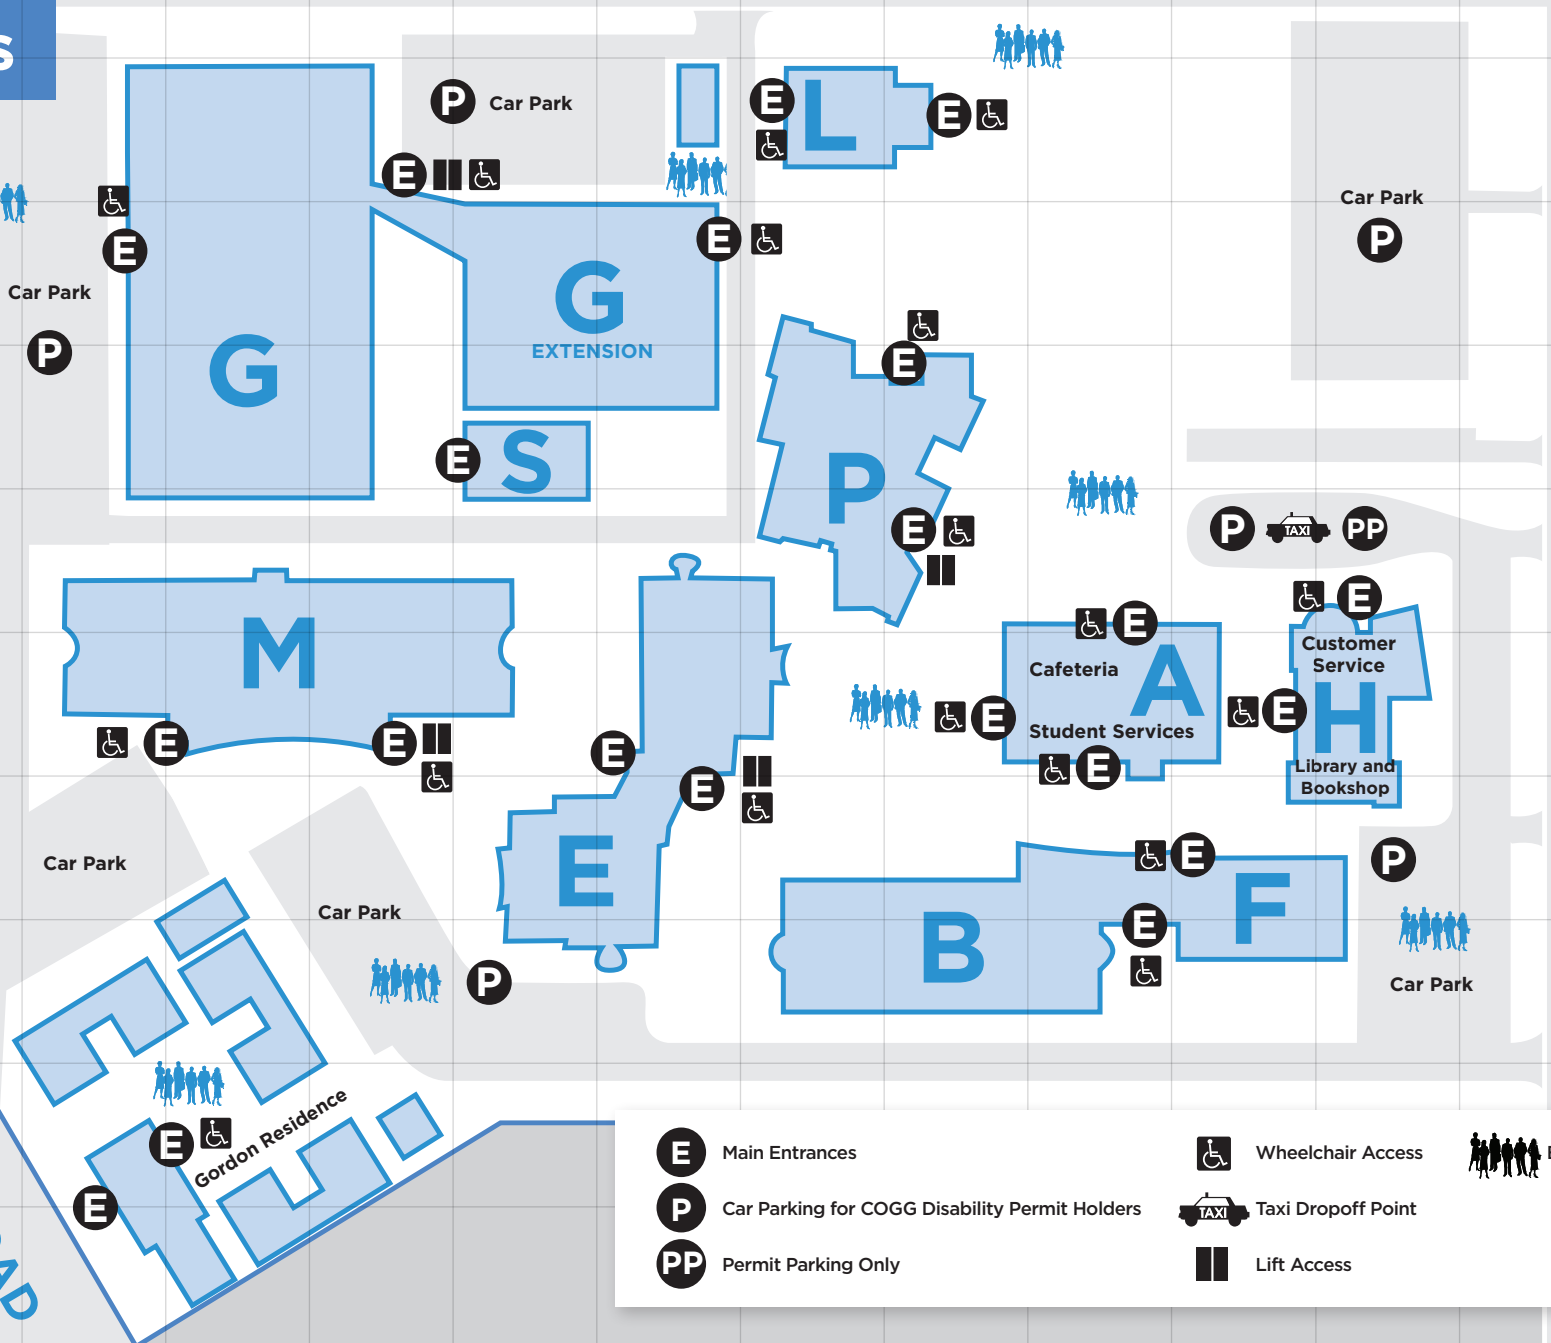 S
P Car Park
E
L
E
E
E
Car Park
P
E
Car Park
P
G
G
EXTENSION
E
S
E
P
E
P
TAXI
PP
M
E
E
E
E
E
E
Cafeteria
A
E
Student Services
E
E
Customer
Service
E
H
Library and
Bookshop
Car Park
Car Park
P
B
E
E
F
P
Car Park
Gordon Residence
E
E
AD
E Main Entrances
P Car Parking for COGG Disability Permit Holders
PP Permit Parking Only
Wheelchair Access
TAXI Taxi Dropoff Point
Lift Access